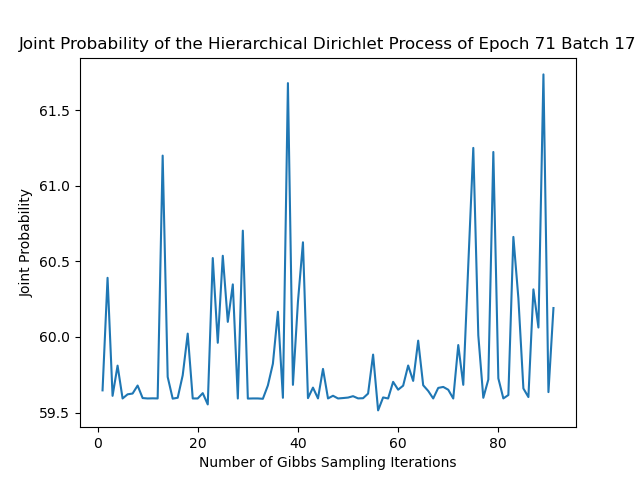 Joint Probability of the Hierarchical Dirichlet Process of Epoch 71 Batch 17
61.5
61.0
60.5
60.0
59.5
Joint Probability
0 20 40 60 80
Number of Gibbs Sampling Iterations